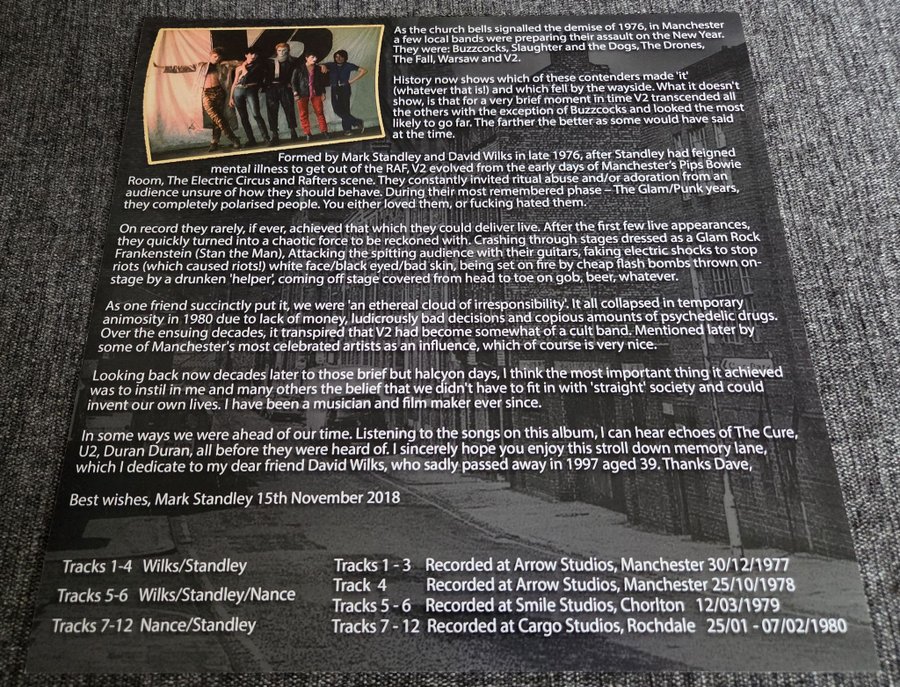 As the church bells signalled the demise of 1976, in Manchester
a few local bands were preparing their assault on the New Year.
They were: Buzzcocks, Slaughter and the Dogs, The Drones,
The Fall, Warsaw and V2.
History now shows which of these contenders made 'it'
(whatever that is!) and which fell by the wayside. What it doesn't
show, is that for a very brief moment in time V2 transcended all
the others with the exception of Buzzcocks and looked the most
likely to go far. The farther the better as some would have said
at the time.
Formed by Mark Standley and David Wilks in late 1976, after Standley had feigned
mental illness to get out of the RAF, V2 evolved from the early days of Manchester's Pips Bowie
Room, The Electric Circus and Rafters scene. They constantly invited ritual abuse and/or adoration from an
audience unsure of how they should behave. During their most remembered phase – The Glam/Punk years,
they completely polarised people. You either loved them, or fucking hated them.
On record they rarely, if ever, achieved that which they could deliver live. After the first few live appearances,
they quickly turned into a chaotic force to be reckoned with. Crashing through stages dressed as a Glam Rock
Frankenstein (Stan the Man), Attacking the spitting audience with their guitars, faking electric shocks to stop
riots (which caused riots!) white face/black eyed/bad skin, being set on fire by cheap flash bombs thrown on-
stage by a drunken 'helper', coming off stage covered from head to toe on gob, beer, whatever.
As one friend succinctly put it, we were 'an ethereal cloud of irresponsibility'. It all collapsed in temporary
animosity in 1980 due to lack of money, ludicrously bad decisions and copious amounts of psychedelic drugs.
Over the ensuing decades, it transpired that V2 had become somewhat of a cult band. Mentioned later by
some of Manchester's most celebrated artists as an influence, which of course is very nice.
Looking back now decades later to those brief but halcyon days, I think the most important thing it achieved
was to instil in me and many others the belief that we didn't have to fit in with 'straight' society and could
invent our own lives. I have been a musician and film maker ever since.
In some ways we were ahead of our time. Listening to the songs on this album, I can hear echoes of The Cure,
U2, Duran Duran, all before they were heard of. I sincerely hope you enjoy this stroll down memory lane,
which I dedicate to my dear friend David Wilks, who sadly passed away in 1997 aged 39. Thanks Dave,
Best wishes, Mark Standley 15th November 2018
Tracks 1-4 Wilks/Standley
Tracks 5-6 Wilks/Standley/Nance
Tracks 7-12 Nance/Standley
Tracks 1 - 3 Recorded at Arrow Studios, Manchester 30/12/1977
Track 4 Recorded at Arrow Studios, Manchester 25/10/1978
Tracks 5 - 6 Recorded at Smile Studios, Chorlton 12/03/1979
Tracks 7 - 12 Recorded at Cargo Studios, Rochdale 25/01 - 07/02/1980